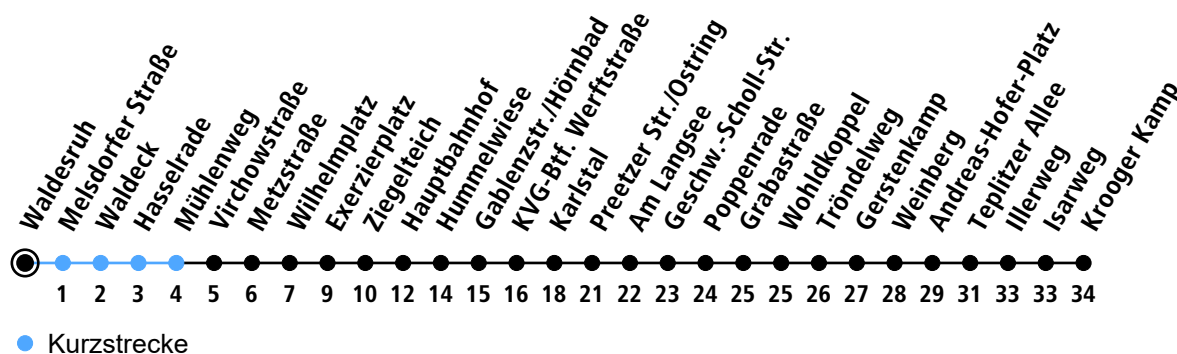 Waldesruh
Melsdorfer Straße
Waldeck
Hasselrade
Mühlenweg
Virchowstraße
Metzstraße
Wilhelmplatz
Exerzierplatz
Ziegelteich
Hauptbahnhof
Hummelwiese
Gablenzstr./Hörnbad
KVG-Btf. Werftstraße
Karlstal
Preetzer Str./Ostring
Am Langsee
Geschw.-Scholl-Str.
Poppenrade
Grabastraße
Wohldkoppel
Tröndelweg
Gerstenkamp
Weinberg
Andreas-Hofer-Platz
Teplitzer Allee
Illerweg
Isarweg
Krooger Kamp
1 2 3 4 5 6 7 9 10 12 14 15 16 18 21 22 23 24 25 25 26 27 28 29 31 33 33 34
Kurzstrecke